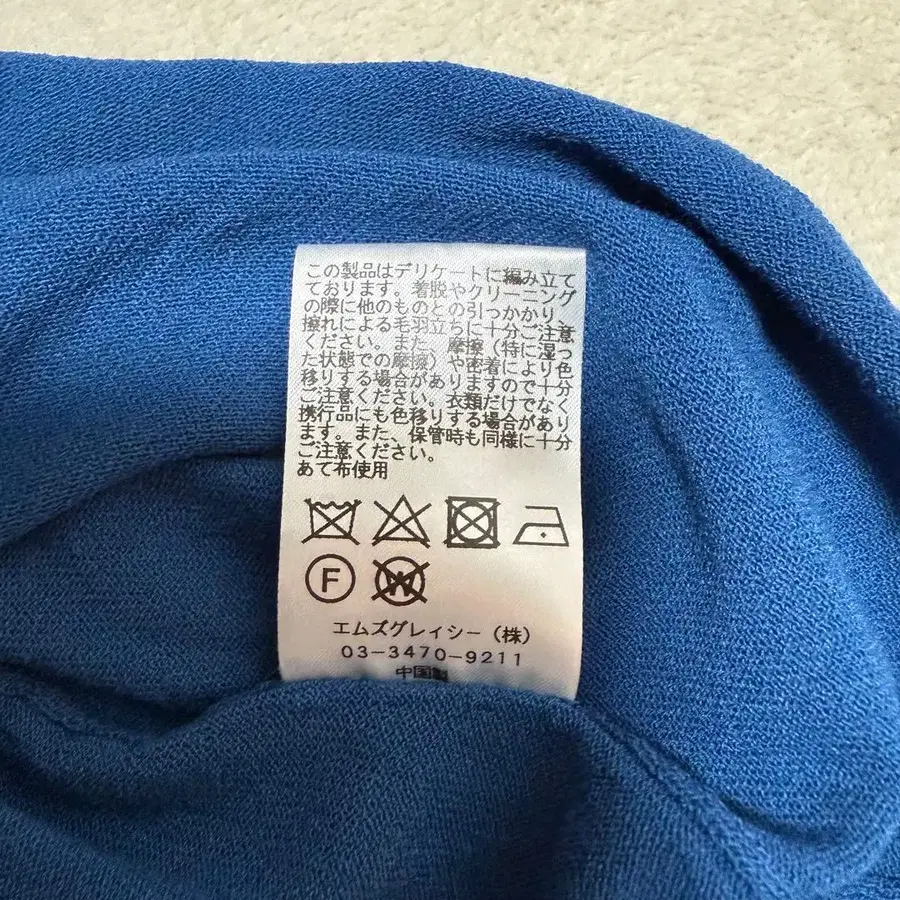 この製品はデリケートに編み立て
ております。着脱やクリーニング
の際に他のものとの引っかかり、
擦れによる毛羽立ちに十分ご注意
ください。また、摩擦（特に湿っ
た状態での摩擦）や密着により色
移りする場合がありますので十分
ご注意ください。衣類だけでなく
携行品にも色移りする場合があり
ます。また、保管時も同様に十分
ご注意ください。
あて布使用
F W
エムズグレイシー（株）
03-3470-9211
中国製